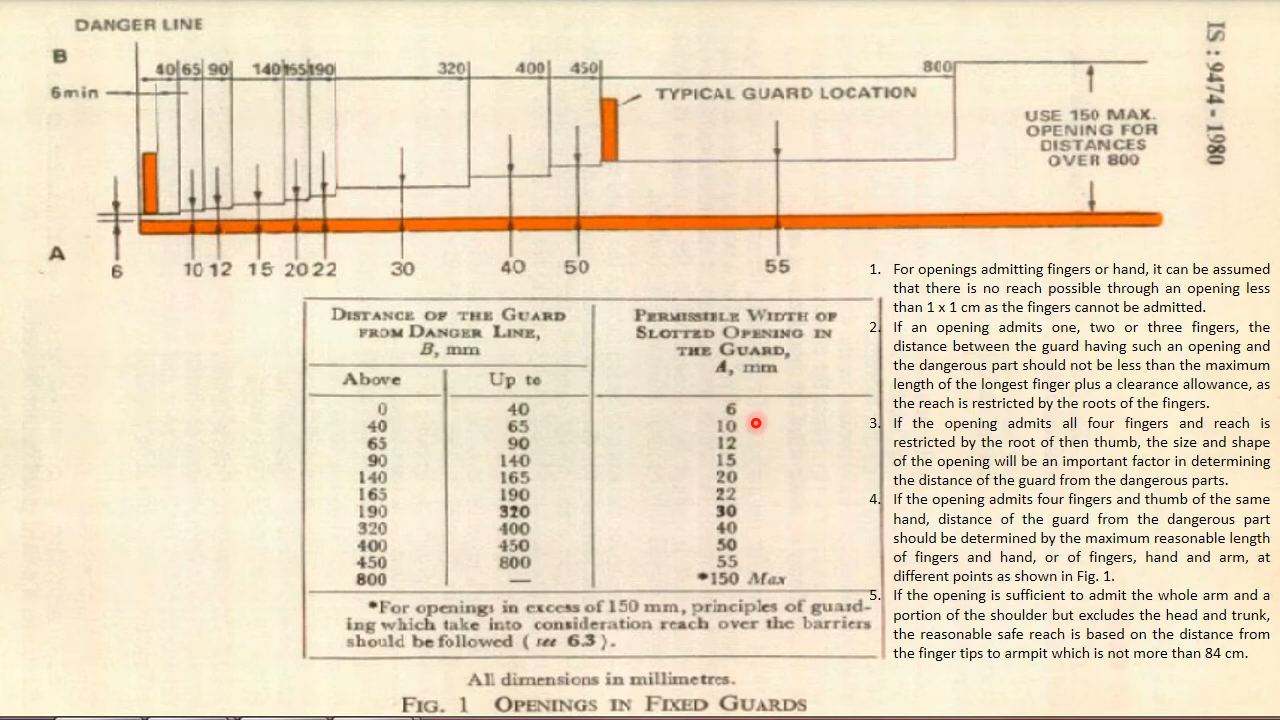 DANGER LINE
B
40 65 90 140 155 190 320 400 450 800
6min
TYPICAL GUARD LOCATION
USE 150 MAX.
OPENING FOR
DISTANCES
OVER 800
IS : 9474 - 1980
A
6 10 12 15 20 22 30 40 50 55
DISTANCE OF THE GUARD
FROM DANGER LINE,
B, mm
PERMISSIBLE WIDTH OF
SLOTTED OPENING IN
THE GUARD,
A, mm
Above Up to
0 40 6
40 65 10
65 90 12
90 140 15
140 165 20
165 190 22
190 320 30
320 400 40
400 450 50
450 800 55
800 — *150 Max
*For openings in excess of 150 mm, principles of guard-
ing which take into consideration reach over the barriers
should be followed ( see 6.3 ).
All dimensions in millimetres.
FIG. 1 OPENINGS IN FIXED GUARDS
1. For openings admitting fingers or hand, it can be assumed
that there is no reach possible through an opening less
than 1 x 1 cm as the fingers cannot be admitted.
2. If an opening admits one, two or three fingers, the
distance between the guard having such an opening and
the dangerous part should not be less than the maximum
length of the longest finger plus a clearance allowance, as
the reach is restricted by the roots of the fingers.
3. If the opening admits all four fingers and reach is
restricted by the root of then thumb, the size and shape
of the opening will be an important factor in determining
the distance of the guard from the dangerous parts.
4. If the opening admits four fingers and thumb of the same
hand, distance of the guard from the dangerous part
should be determined by the maximum reasonable length
of fingers and hand, or of fingers, hand and arm, at
different points as shown in Fig. 1.
5. If the opening is sufficient to admit the whole arm and a
portion of the shoulder but excludes the head and trunk,
the reasonable safe reach is based on the distance from
the finger tips to armpit which is not more than 84 cm.